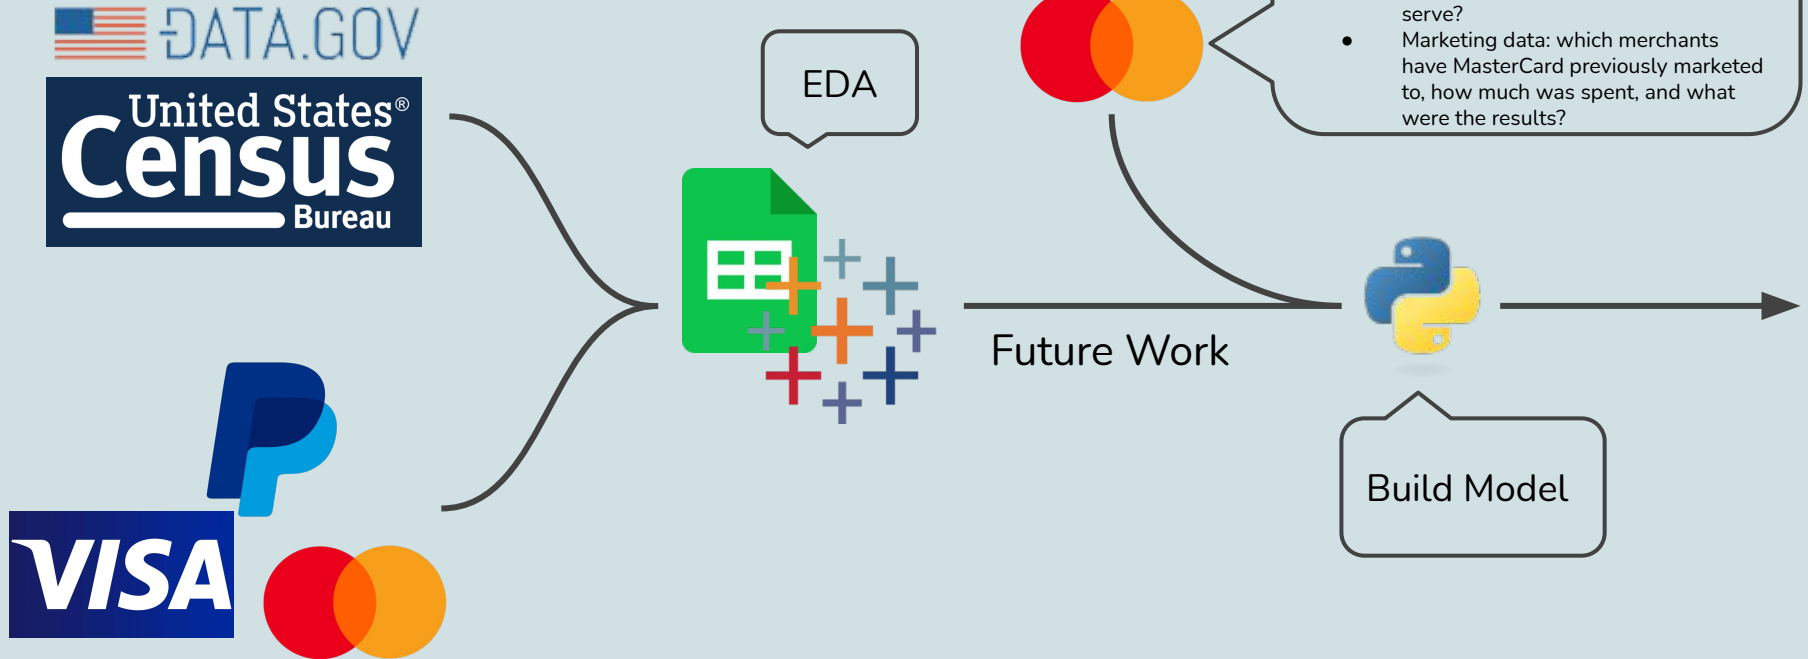 DATA.GOV
United States®
Census
Bureau
VISA
EDA
serve?
● Marketing data: which merchants
have MasterCard previously marketed
to, how much was spent, and what
were the results?
Future Work
Build Model